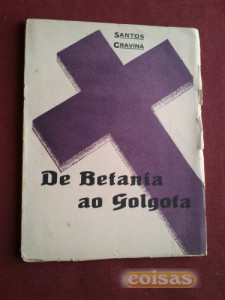 SANTOS
CRAVINA
De Betania
ao Golgota
coisas